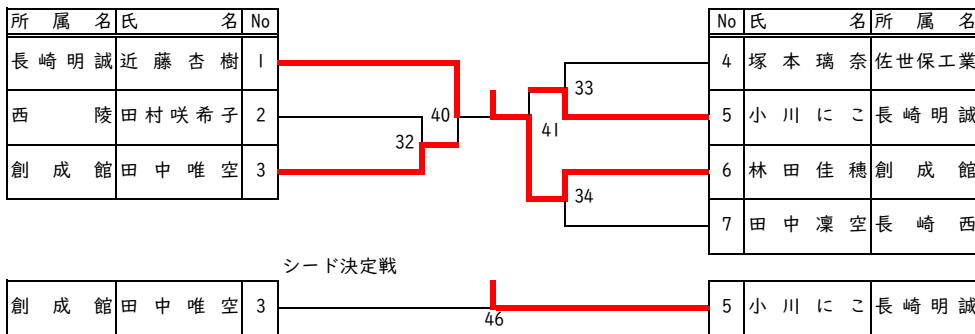 所属名 氏名 No No 氏名 所属名
長崎明誠 近藤杏樹 1 4 塚本璃奈 佐世保工業
33
西陵 田村咲希子 2 40 41 5 小川にこ 長崎明誠
32
創成館 田中唯空 3 6 林田佳穂 創成館
34
7 田中凜空 長崎西
シード決定戦
創成館 田中唯空 3 46 5 小川にこ 長崎明誠